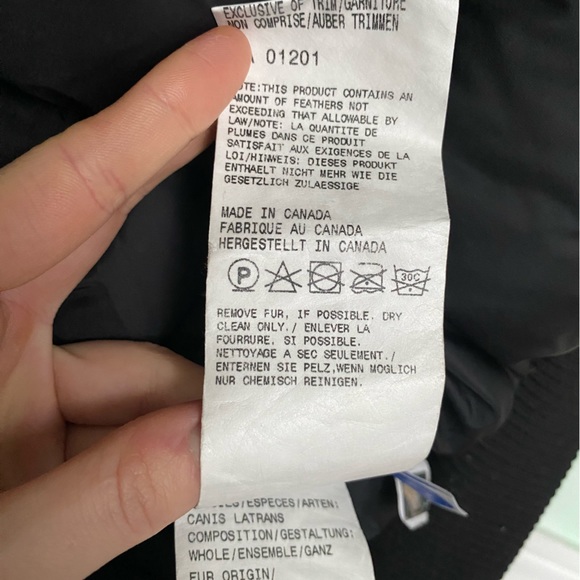 EXCLUSIVE OF TRIM/GARNITURE
NON COMPRISE/AUBER TRIMMEN
01201
NOTE:THIS PRODUCT CONTAINS AN
AMOUNT OF FEATHERS NOT
EXCEEDING THAT ALLOWABLE BY
LAW/NOTE: LA QUANTITE DE
PLUMES DANS CE PRODUIT
SATISFAIT AUX EXIGENCES DE LA
LOI/HINWEIS: DIESES PRODUKT
ENTHAELT NICHT MEHR WIE DIE
GESETZLICH ZULAESSIGE
MADE IN CANADA
FABRIQUE AU CANADA
HERGESTELLT IN CANADA
P
30C
REMOVE FUR, IF POSSIBLE. DRY
CLEAN ONLY./ ENLEVER LA
FOURRURE, SI POSSIBLE.
NETTOYAGE A SEC SEULEMENT./
ENTERNEN SIE PELZ,WENN MOGLICH
NUR CHEMISCH REINIGEN.
/ESPECES/ARTEN:
CANIS LATRANS
COMPOSITION/GESTALTUNG:
WHOLE/ENSEMBLE/GANZ
FUR ORIGIN/